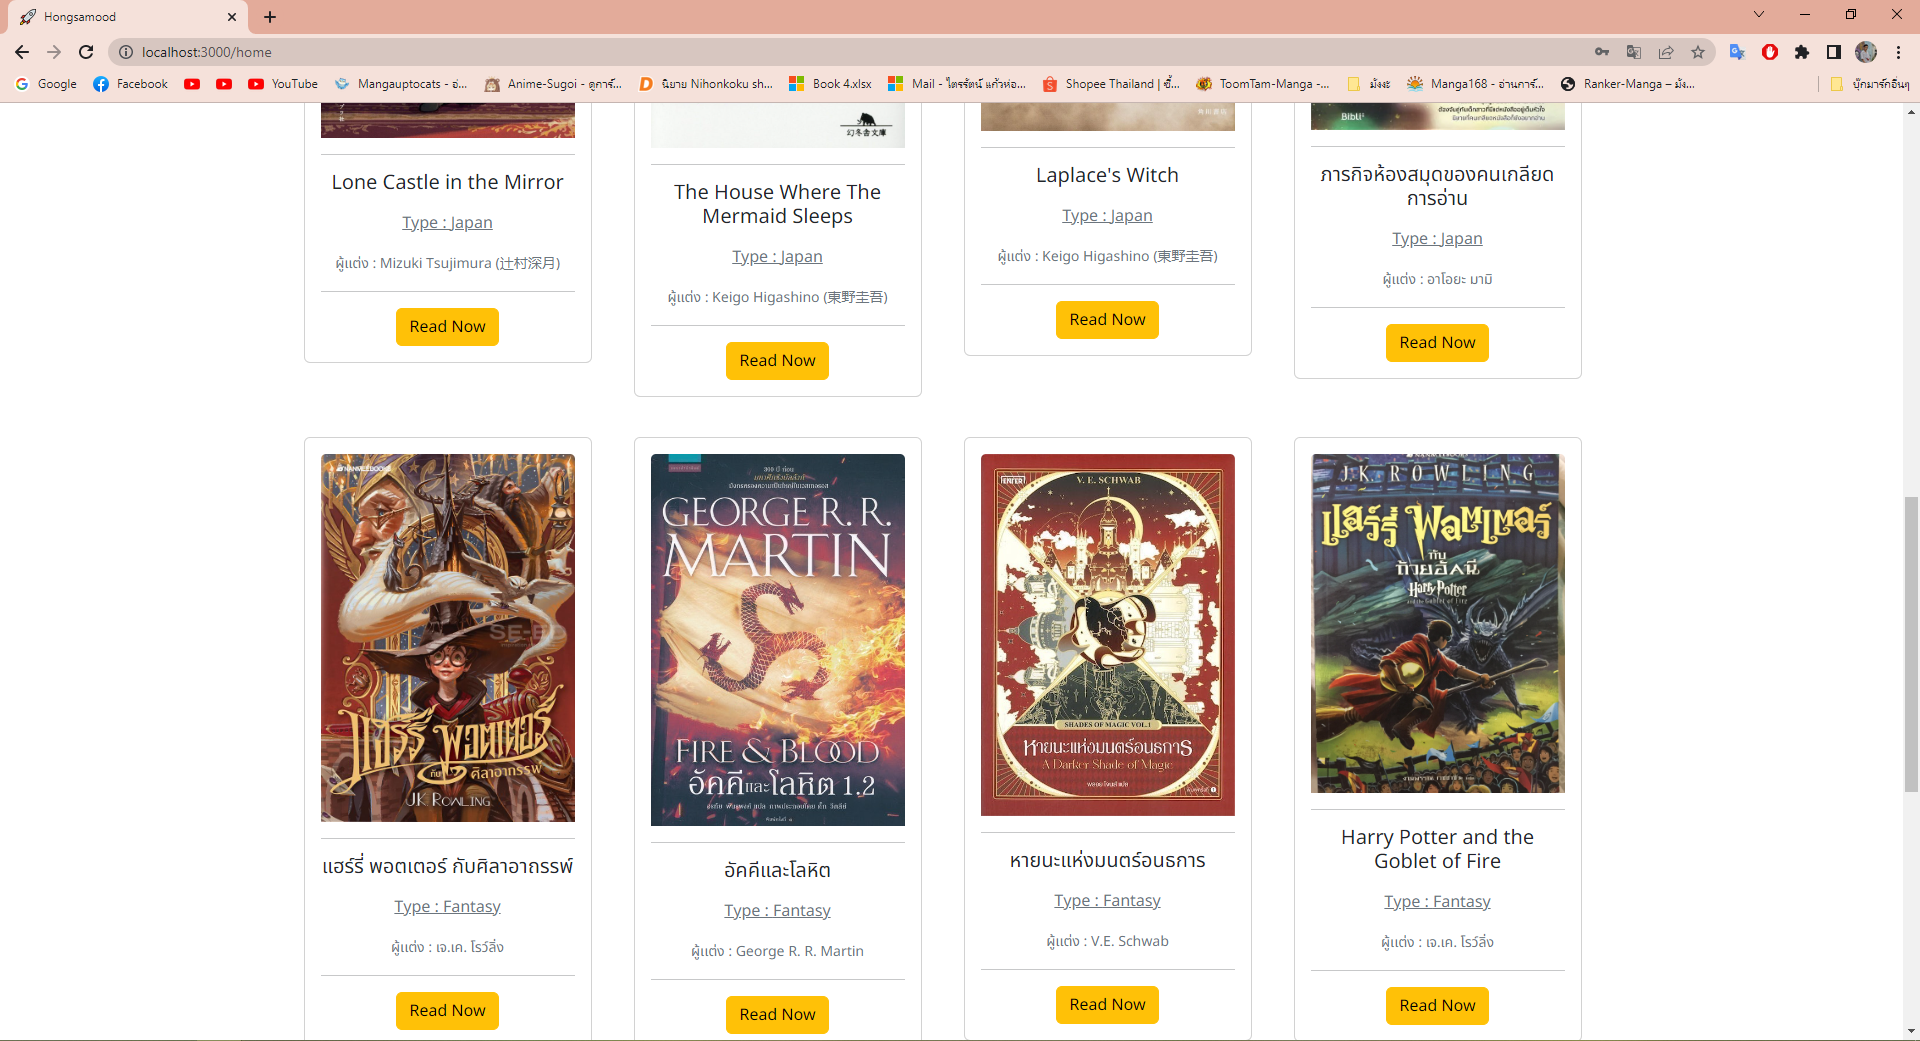 Hongsamood
localhost:3000/home
Google
Facebook
YouTube
Mangauptocats - อ่...
Anime-Sugoi - ดูการ์...
นิยาย Nihonkoku sh...
Book 4.xlsx
Mail - ไตรรัตน์ แก้วห่อ...
Shopee Thailand | ซื้...
ToomTam-Manga -...
มังงะ
Manga168 - อ่านการ์...
Ranker-Manga – มัง...
บุ๊กมาร์กอื่นๆ
幻冬舎文庫
Bibli
Lone Castle in the Mirror
Type : Japan
ผู้แต่ง : Mizuki Tsujimura (辻村深月)
Read Now
The House Where The
Mermaid Sleeps
Type : Japan
ผู้แต่ง : Keigo Higashino (東野圭吾)
Read Now
Laplace's Witch
Type : Japan
ผู้แต่ง : Keigo Higashino (東野圭吾)
Read Now
ภารกิจห้องสมุดของคนเกลียด
การอ่าน
Type : Japan
ผู้แต่ง : อาโอยะ มามิ
Read Now
NANMEEBOOKS
SE-ED
แฮร์รี่ พอตเตอร์
กับ ศิลาอาถรรพ์
J.K. ROWLING
แฮร์รี่ พอตเตอร์ กับศิลาอาถรรพ์
Type : Fantasy
ผู้แต่ง : เจ.เค. โรว์ลิ่ง
Read Now
GEORGE R. R.
MARTIN
FIRE & BLOOD
อัคคีและโลหิต 1.2
อัคคีและโลหิต
Type : Fantasy
ผู้แต่ง : George R. R. Martin
Read Now
ENTER
V. E. SCHWAB
SHADES OF MAGIC VOL.1
หายนะแห่งมนตร์อนธการ
A Darker Shade of Magic
หายนะแห่งมนตร์อนธการ
Type : Fantasy
ผู้แต่ง : V.E. Schwab
Read Now
J.K. ROWLING
แฮร์รี่ พอตเตอร์
กับ
ถ้วยอัคนี
Harry Potter
and the Goblet of Fire
Harry Potter and the
Goblet of Fire
Type : Fantasy
ผู้แต่ง : เจ.เค. โรว์ลิ่ง
Read Now